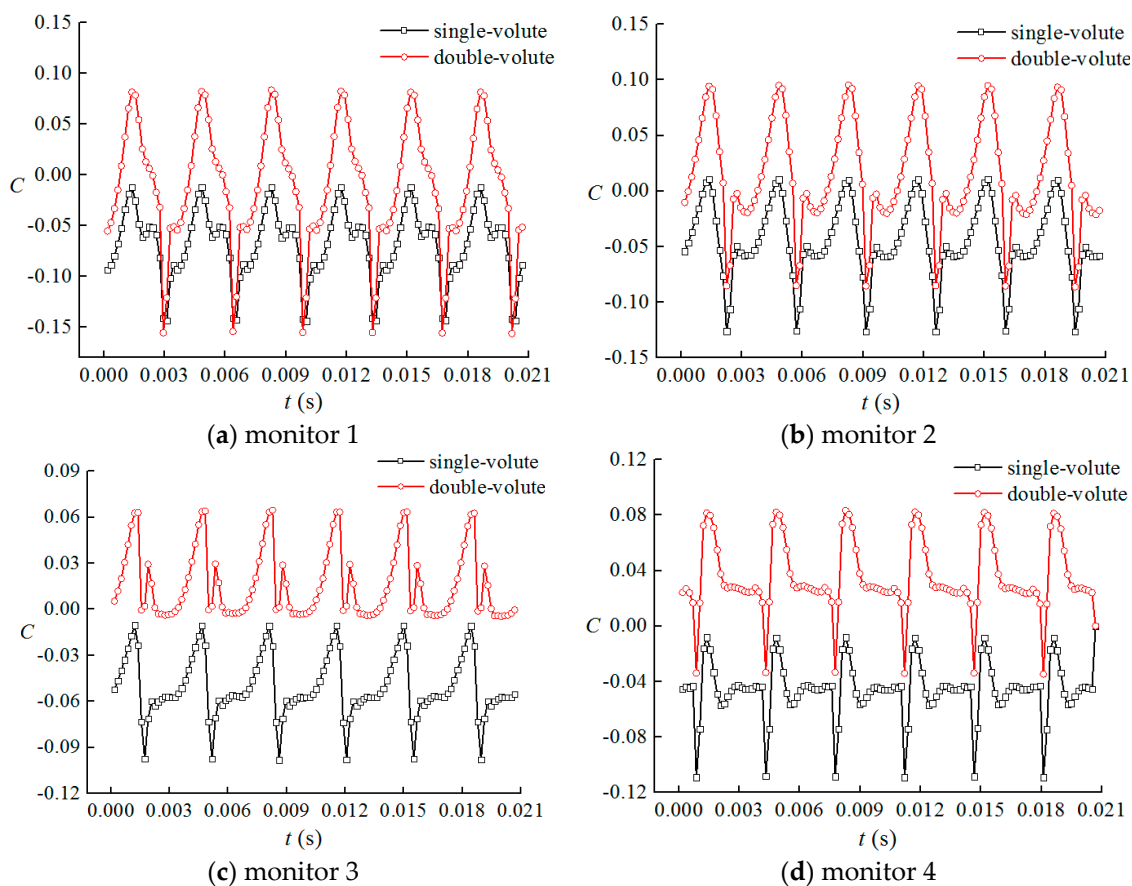 0.15
0.10
0.05
0.00
-0.05
-0.10
-0.15
C
single-volute
double-volute
0.000 0.003 0.006 0.009 0.012 0.015 0.018 0.021
t (s)
(a) monitor 1
0.15
0.10
0.05
0.00
-0.05
-0.10
-0.15
C
single-volute
double-volute
0.000 0.003 0.006 0.009 0.012 0.015 0.018 0.021
t (s)
(b) monitor 2
0.09
0.06
0.03
0.00
-0.03
-0.06
-0.09
-0.12
C
single-volute
double-volute
0.000 0.003 0.006 0.009 0.012 0.015 0.018 0.021
t (s)
(c) monitor 3
0.12
0.08
0.04
0.00
-0.04
-0.08
-0.12
C
single-volute
double-volute
0.000 0.003 0.006 0.009 0.012 0.015 0.018 0.021
t (s)
(d) monitor 4